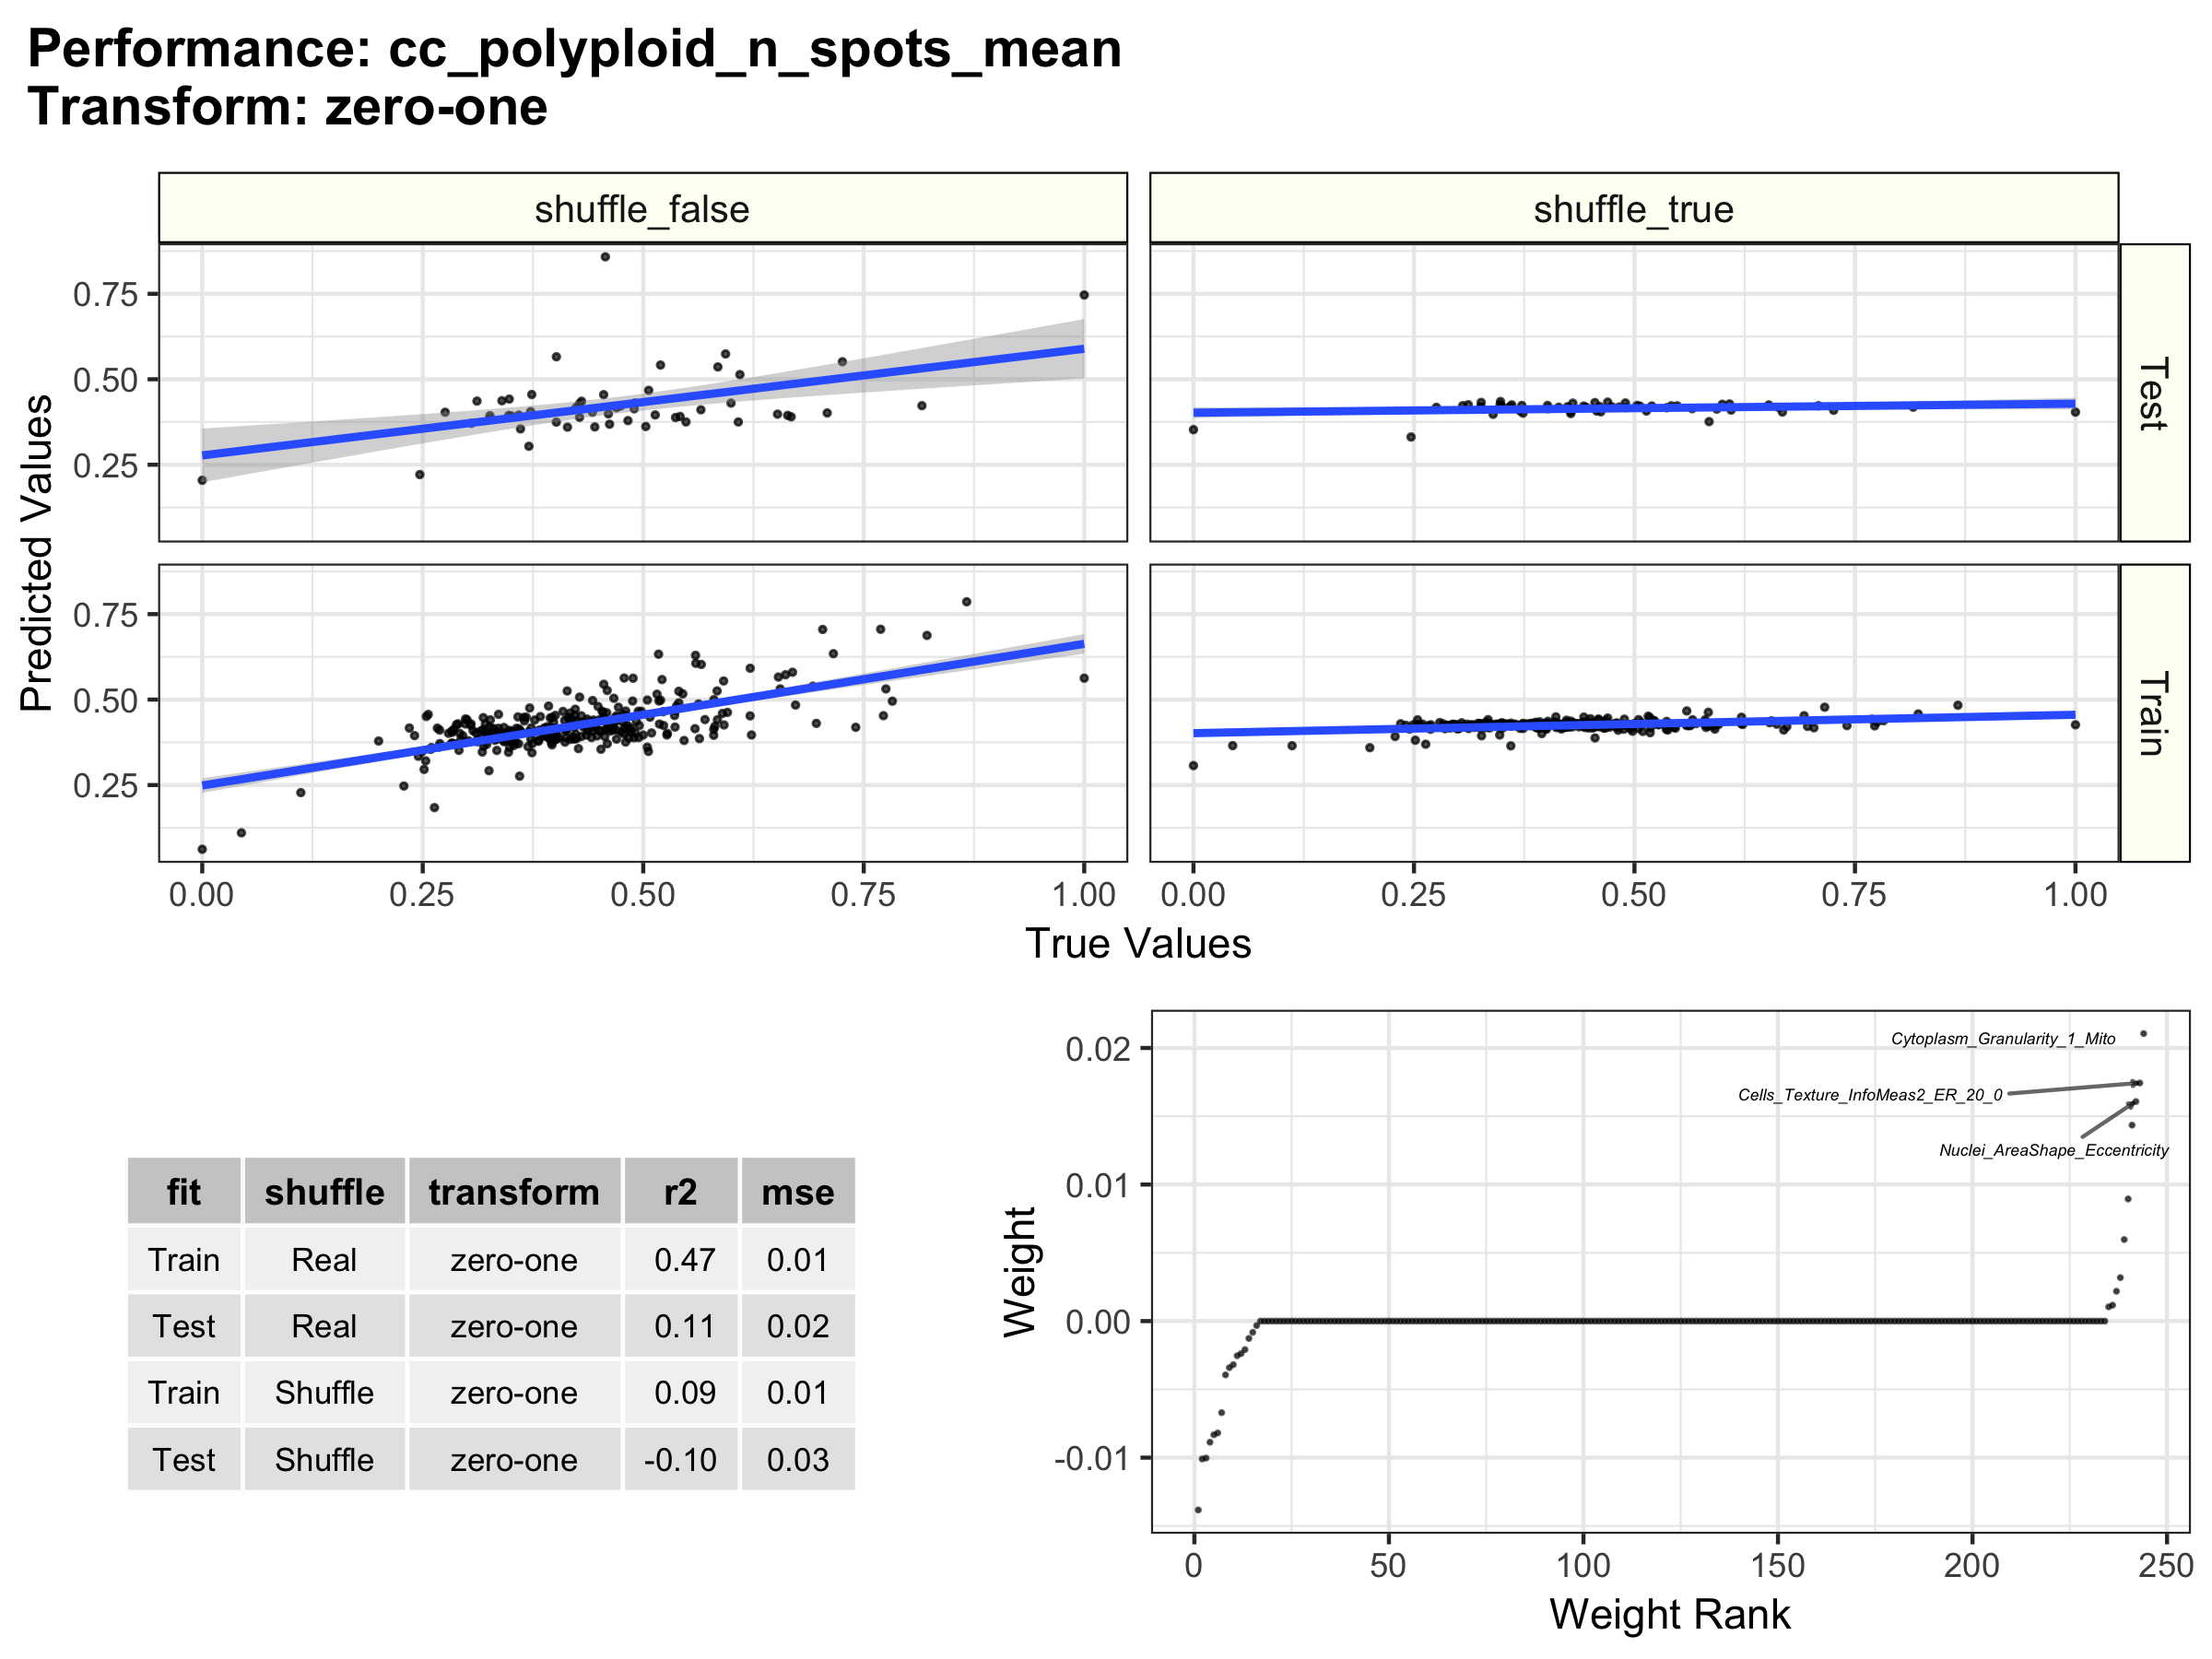 Performance: cc_polyploid_n_spots_mean
Transform: zero-one
shuffle_false
shuffle_true
0.75
0.50
0.25
Test
0.75
0.50
0.25
Train
Predicted Values
0.00
0.25
0.50
0.75
1.00
0.00
0.25
0.50
0.75
1.00
True Values
fit shuffle transform r2 mse
Train Real zero-one 0.47 0.01
Test Real zero-one 0.11 0.02
Train Shuffle zero-one 0.09 0.01
Test Shuffle zero-one -0.10 0.03
0.02
0.01
0.00
-0.01
Weight
Cytoplasm_Granularity_1_Mito
Cells_Texture_InfoMeas2_ER_20_0
Nuclei_AreaShape_Eccentricity
0
50
100
150
200
250
Weight Rank